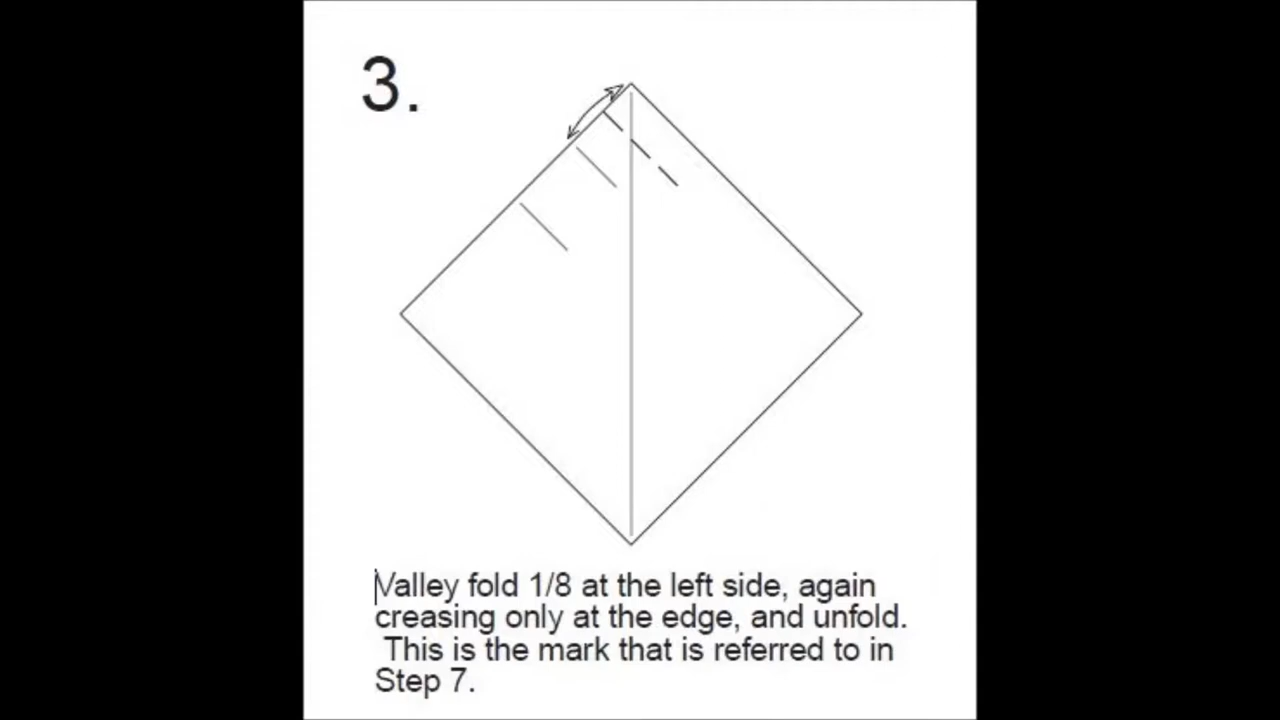 3.
Valley fold 1/8 at the left side, again
creasing only at the edge, and unfold.
This is the mark that is referred to in
Step 7.